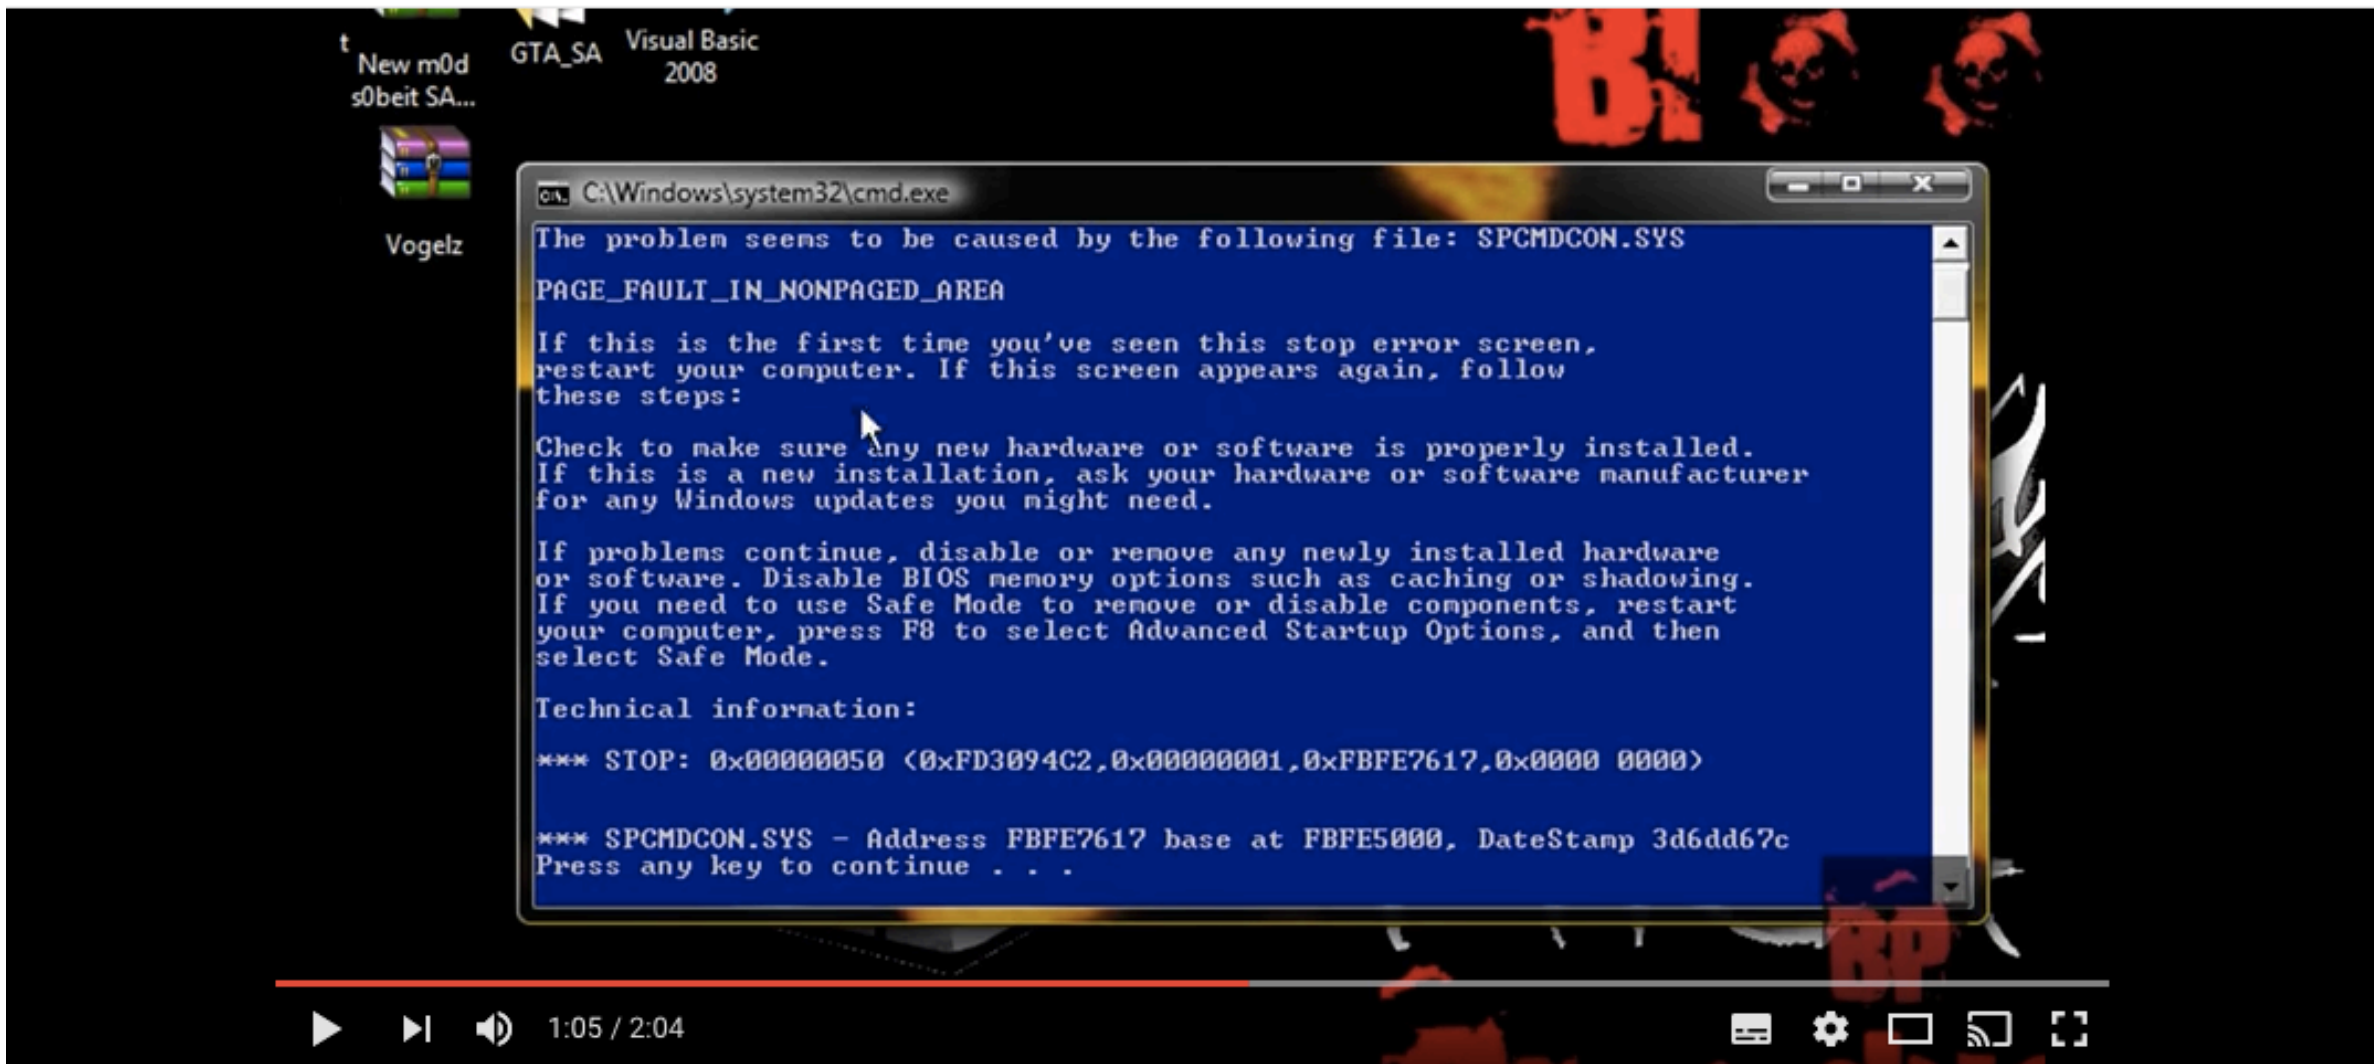 t
New m0d
s0beit SA...
GTA_SA
Visual Basic
2008
Vogelz
C:\Windows\system32\cmd.exe
The problem seems to be caused by the following file: SPCMDCON.SYS
PAGE_FAULT_IN_NONPAGED_AREA
If this is the first time you've seen this stop error screen,
restart your computer. If this screen appears again, follow
these steps:
Check to make sure any new hardware or software is properly installed.
If this is a new installation, ask your hardware or software manufacturer
for any Windows updates you might need.
If problems continue, disable or remove any newly installed hardware
or software. Disable BIOS memory options such as caching or shadowing.
If you need to use Safe Mode to remove or disable components, restart
your computer, press F8 to select Advanced Startup Options, and then
select Safe Mode.
Technical information:
*** STOP: 0x00000050 (0xFD3094C2,0x00000001,0xFBFE7617,0x0000 0000)
*** SPCMDCON.SYS - Address FBFE7617 base at FBFE5000, DateStamp 3d6dd67c
Press any key to continue . . .
BP
1:05 / 2:04